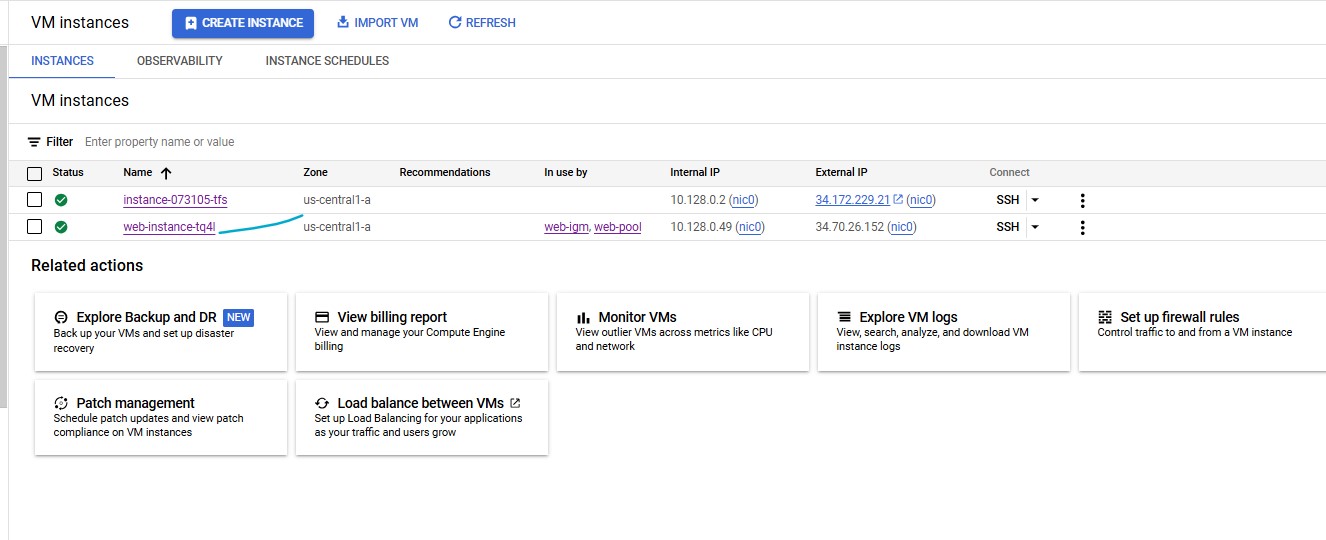 VM instances CREATE INSTANCE IMPORT VM REFRESH
INSTANCES OBSERVABILITY INSTANCE SCHEDULES
VM instances
Filter Enter property name or value
Status Name Zone Recommendations In use by Internal IP External IP Connect
instance-073105-tfs us-central1-a 10.128.0.2 (nic0) 34.172.229.21 (nic0) SSH
web-instance-tq4l us-central1-a web-igm, web-pool 10.128.0.49 (nic0) 34.70.26.152 (nic0) SSH
Related actions
Explore Backup and DR NEW
Back up your VMs and set up disaster
recovery
View billing report
View and manage your Compute Engine
billing
Monitor VMs
View outlier VMs across metrics like CPU
and network
Explore VM logs
View, search, analyze, and download VM
instance logs
Set up firewall rules
Control traffic to and from a VM instance
Patch management
Schedule patch updates and view patch
compliance on VM instances
Load balance between VMs
Set up Load Balancing for your applications
as your traffic and users grow